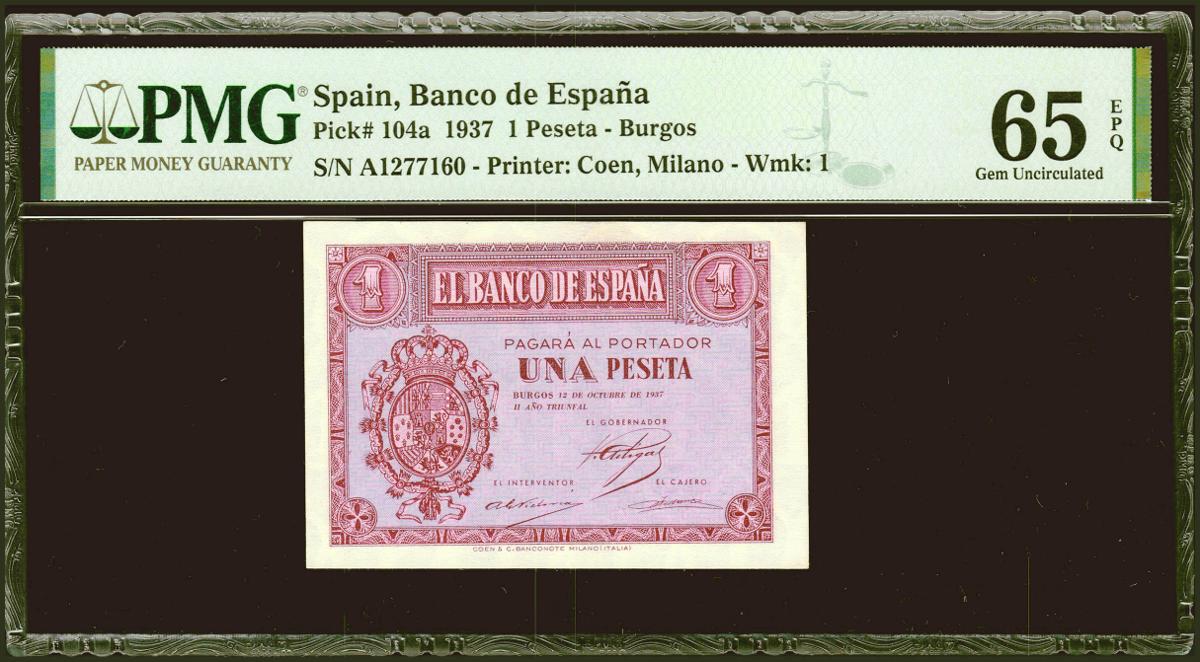 PMG®
PAPER MONEY GUARANTY
Spain, Banco de España
Pick# 104a 1937 1 Peseta - Burgos
S/N A1277160 - Printer: Coen, Milano - Wmk: 1
65
EPQ
Gem Uncirculated
1 EL BANCO DE ESPAÑA 1
PAGARÁ AL PORTADOR
UNA PESETA
BURGOS 12 DE OCTUBRE DE 1937
II AÑO TRIUNFAL
EL GOBERNADOR
EL INTERVENTOR EL CAJERO
COEN & C. BANCONOTE MILANO (ITALIA)